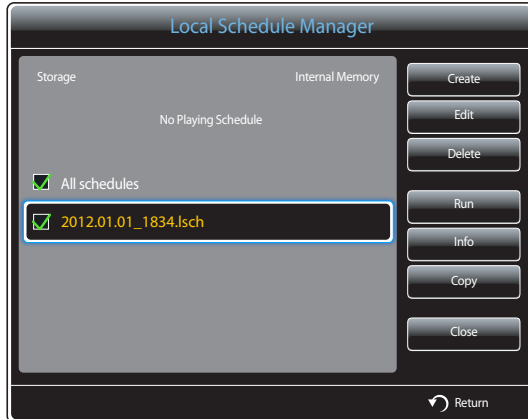 Local Schedule Manager
Storage Internal Memory
No Playing Schedule
All schedules
2012.01.01_1834.lsch
Create
Edit
Delete
Run
Info
Copy
Close
Return